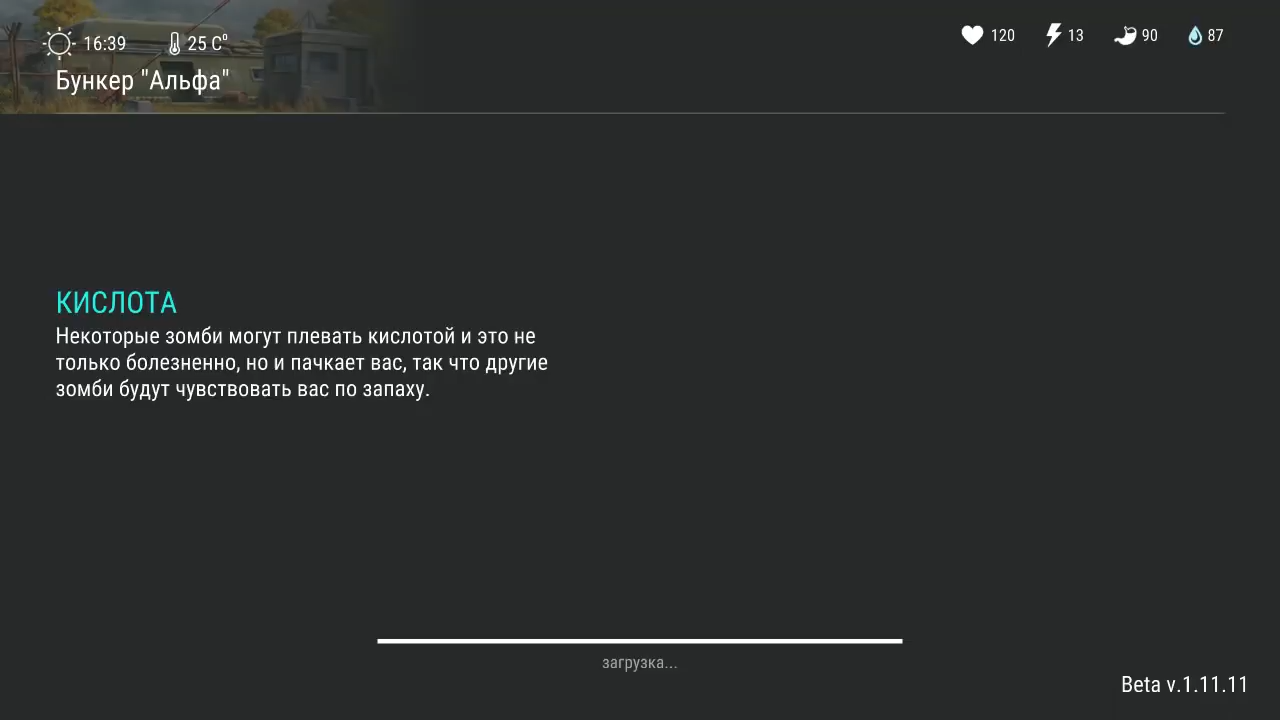 16:39 25 C⁰ 120 13 90 87
Бункер "Альфа"
КИСЛОТА
Некоторые зомби могут плевать кислотой и это не
только болезненно, но и пачкает вас, так что другие
зомби будут чувствовать вас по запаху.
загрузка...
Beta v.1.11.11